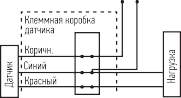 Клеммная коробка
датчика
Коричн.
Синий
Красный
Датчик
Нагрузка